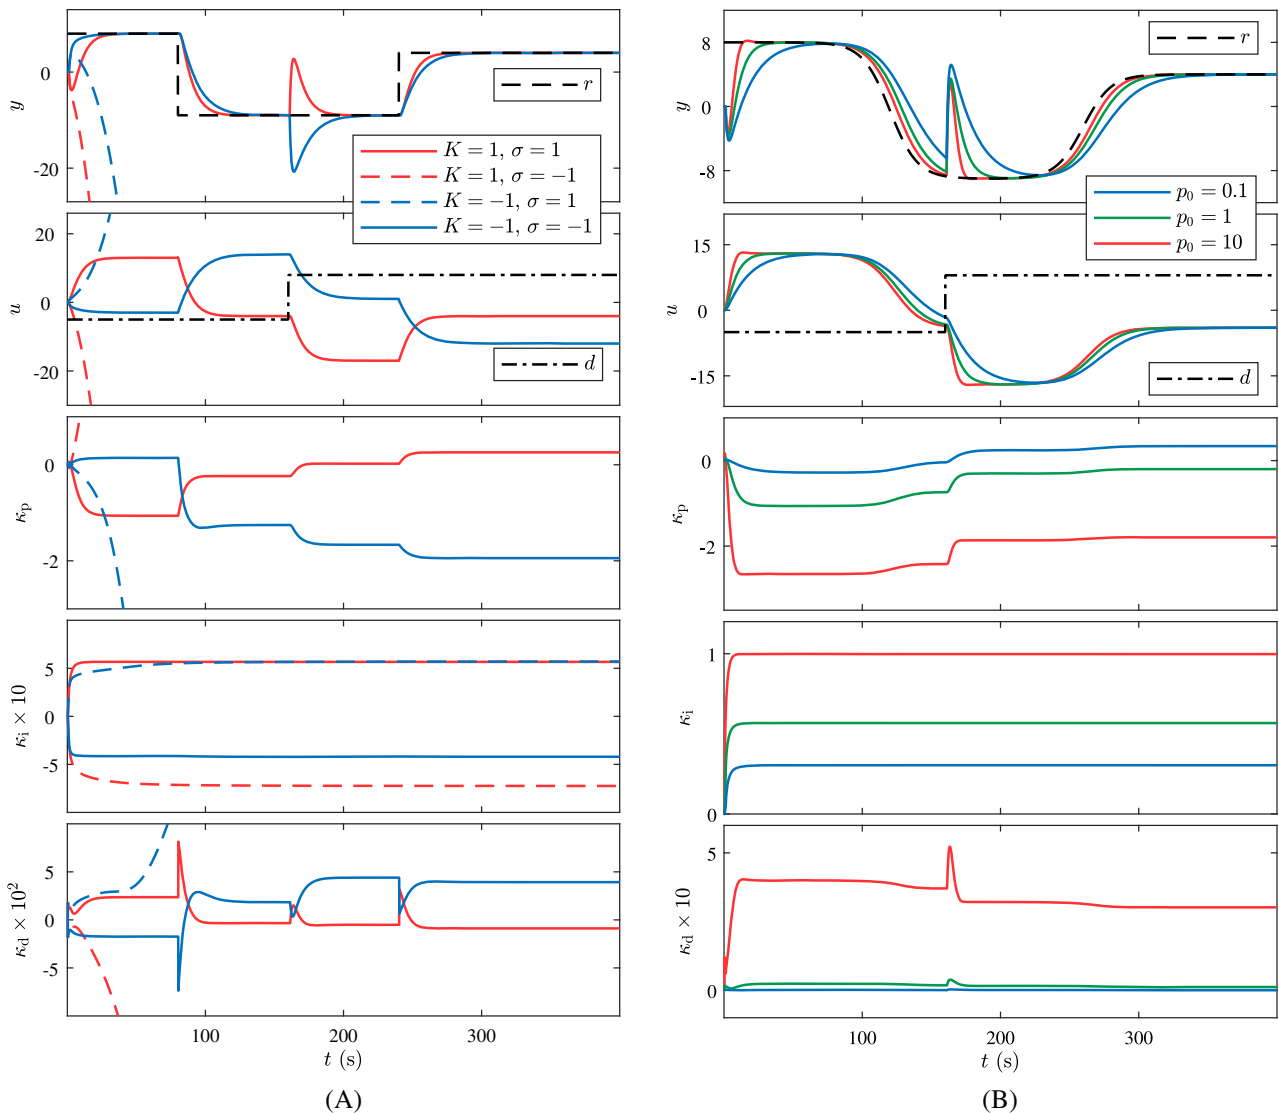 0
-20
y
r
K = 1, σ = 1
K = 1, σ = −1
K = −1, σ = 1
K = −1, σ = −1
20
0
-20
u
d
0
-2
κp
5
0
-5
κi × 10
5
0
-5
κd × 10²
100
200
300
t (s)
(A)
8
0
-8
y
r
p0 = 0.1
p0 = 1
p0 = 10
15
0
-15
u
d
0
-2
κp
1
0
κi
5
0
κd × 10
100
200
300
t (s)
(B)